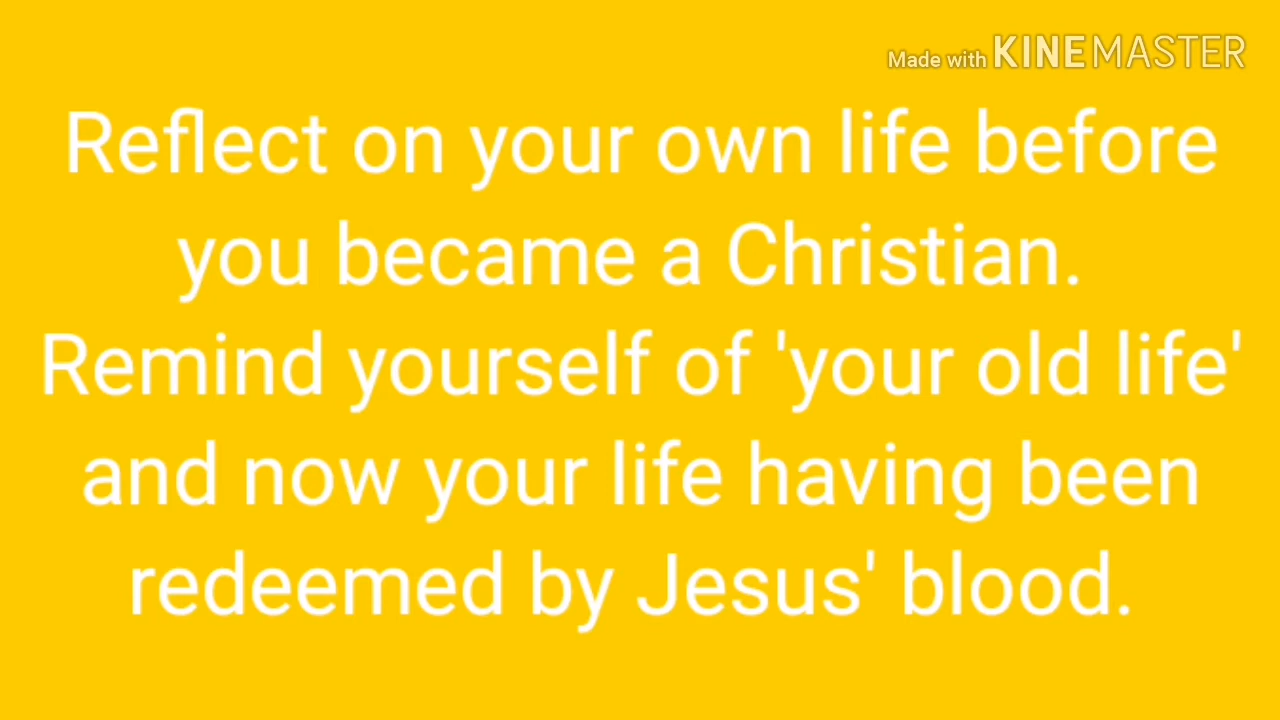 Made with KINEMASTER
Reflect on your own life before
you became a Christian.
Remind yourself of 'your old life'
and now your life having been
redeemed by Jesus' blood.